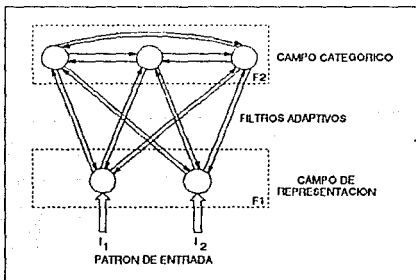 CAMPO CATEGORICO
F2
FILTROS ADAPTIVOS
CAMPO DE
REPRESENTACION
F1
I1 I2
PATRON DE ENTRADA